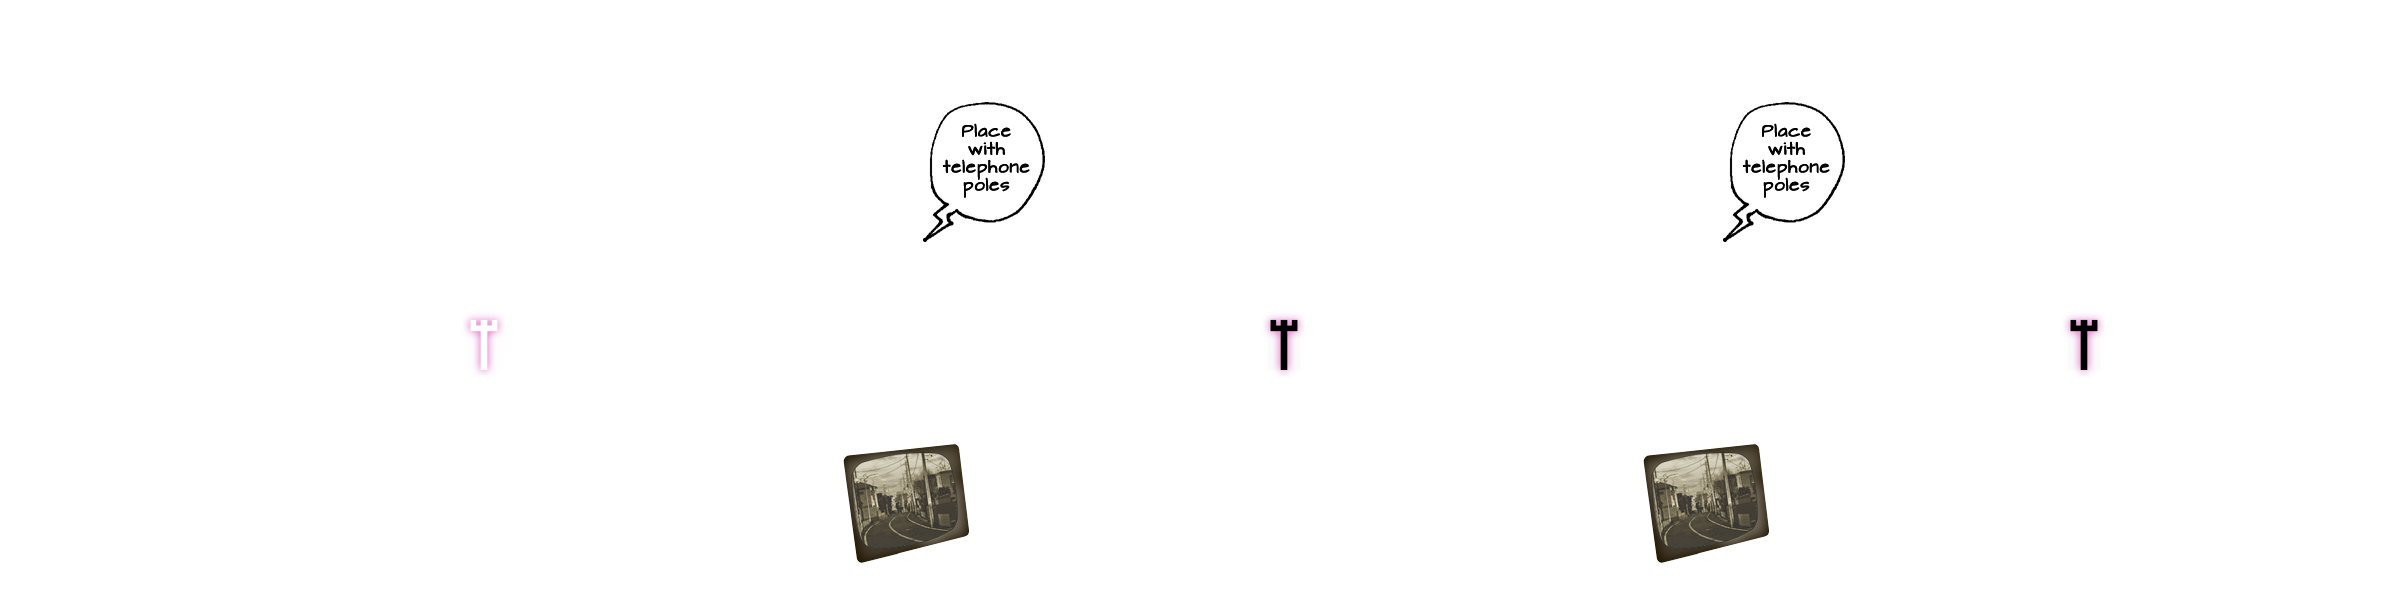 Place
with
telephone
poles
Place
with
telephone
poles